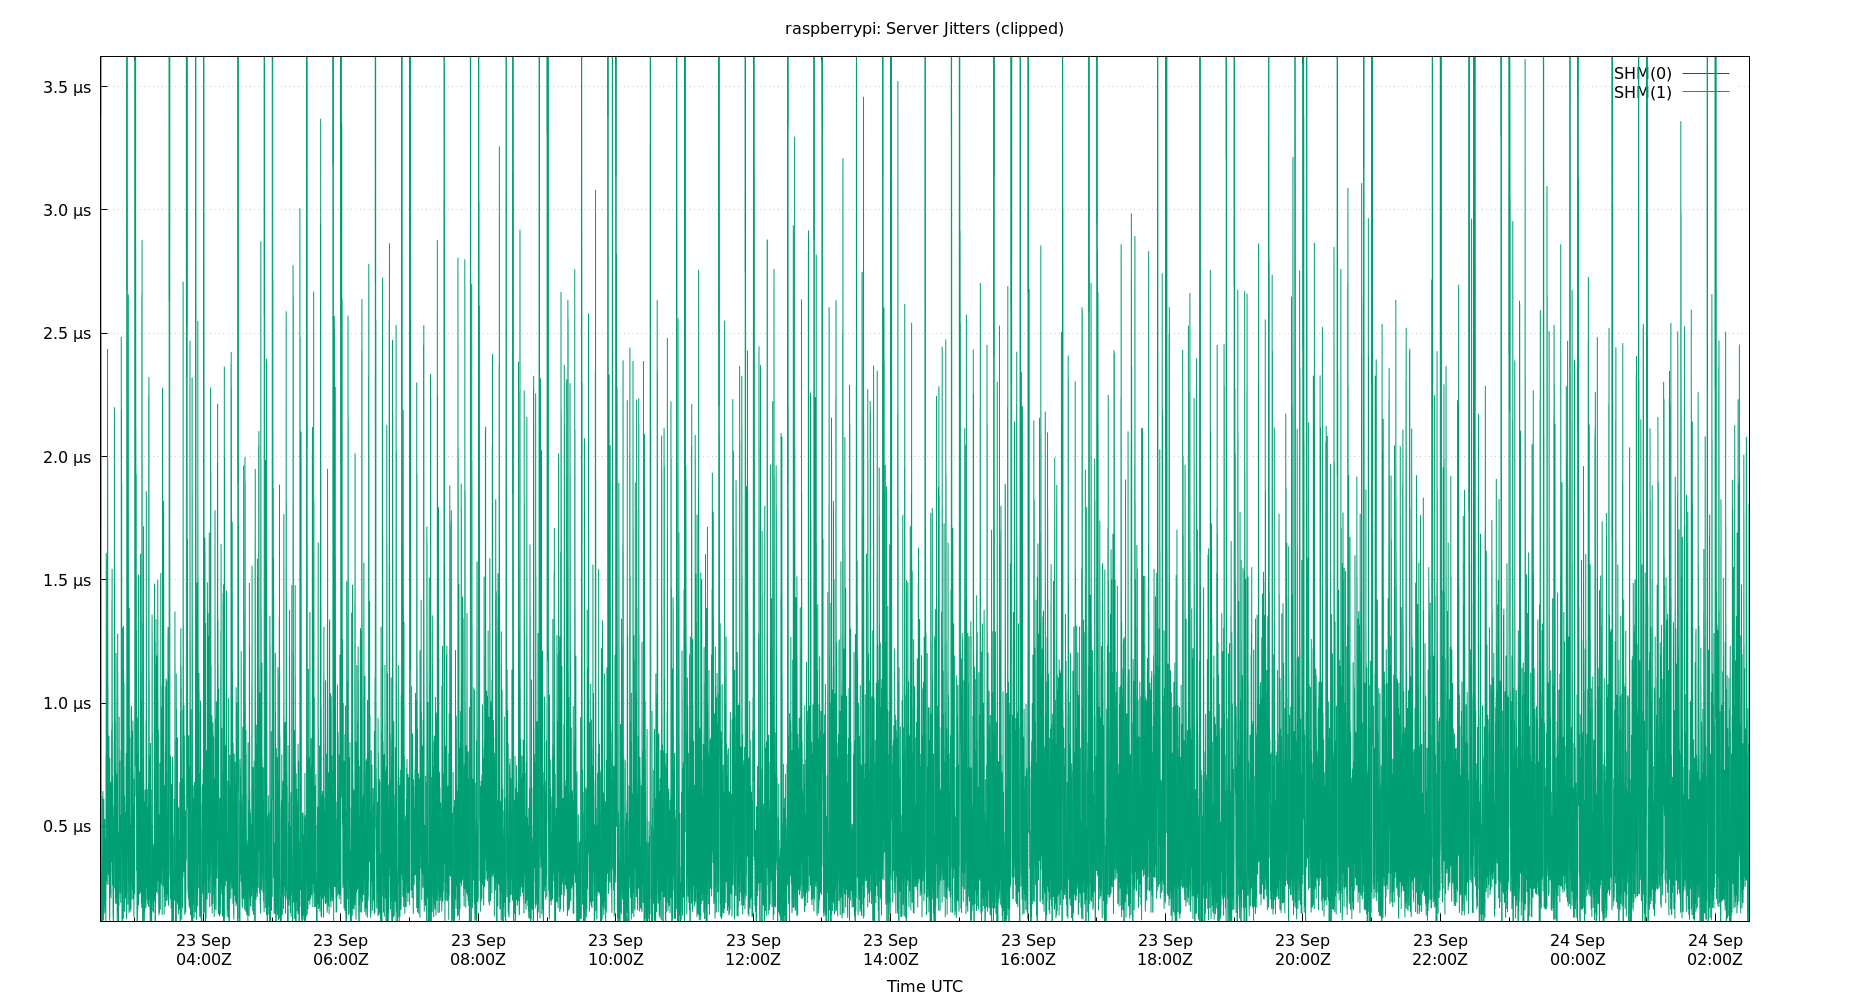 raspberrypi: Server Jitters (clipped)
SHM(0)
SHM(1)
3.5 µs
3.0 µs
2.5 µs
2.0 µs
1.5 µs
1.0 µs
0.5 µs
23 Sep 23 Sep 23 Sep 23 Sep 23 Sep 23 Sep 23 Sep 23 Sep 23 Sep 23 Sep 24 Sep 24 Sep
04:00Z 06:00Z 08:00Z 10:00Z 12:00Z 14:00Z 16:00Z 18:00Z 20:00Z 22:00Z 00:00Z 02:00Z
Time UTC